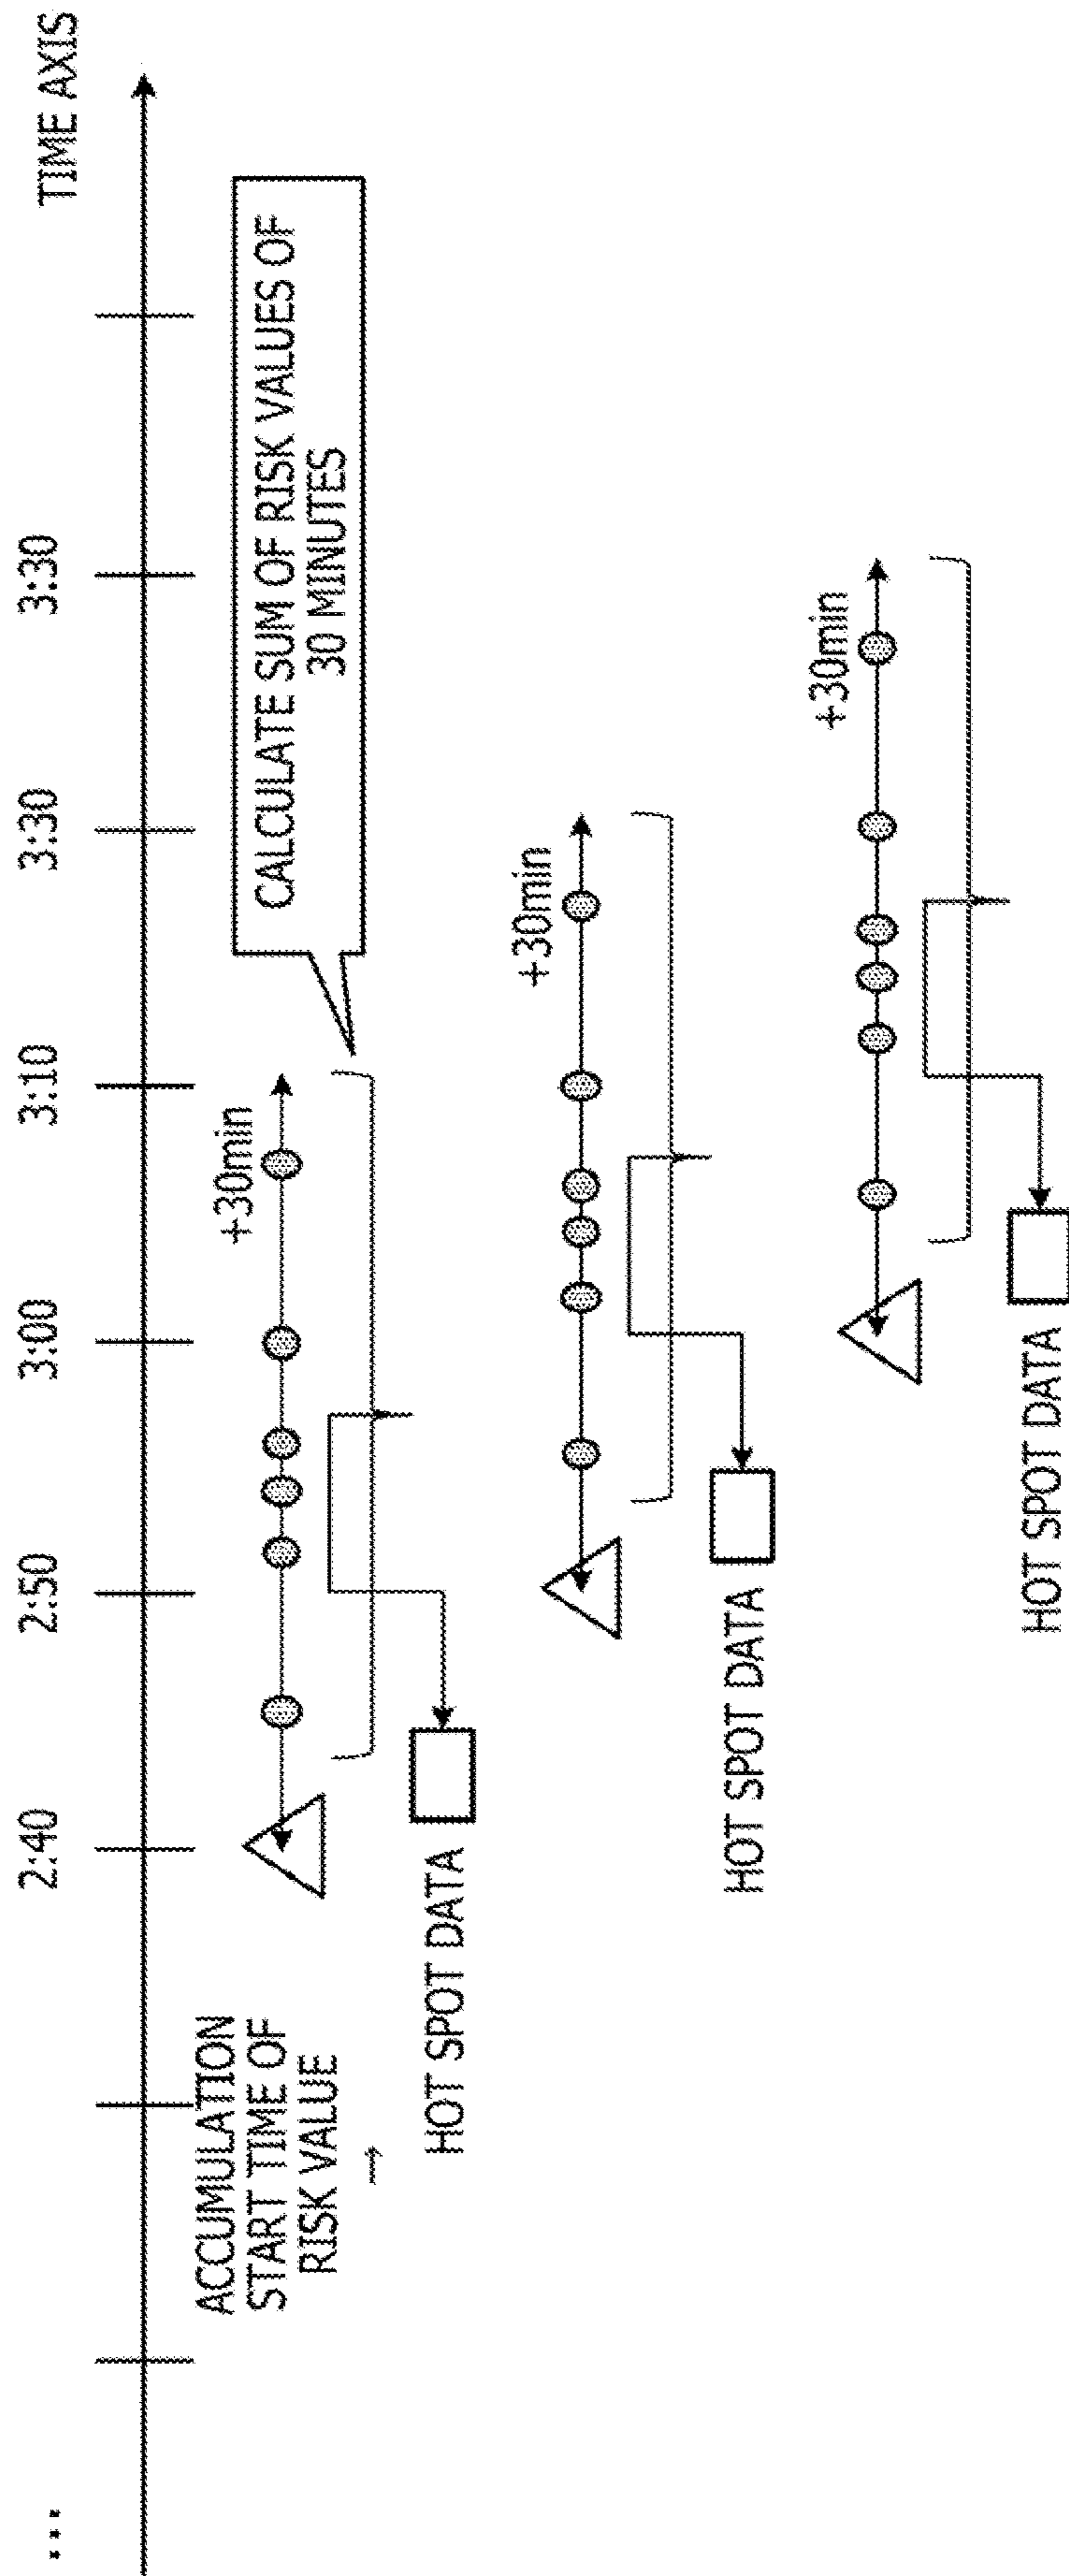 TIME AXIS
... 2:40 2:50 3:00 3:10 3:30 3:30
ACCUMULATION
START TIME OF
RISK VALUE
→
+30min
CALCULATE SUM OF RISK VALUES OF
30 MINUTES
HOT SPOT DATA
+30min
HOT SPOT DATA
+30min
HOT SPOT DATA